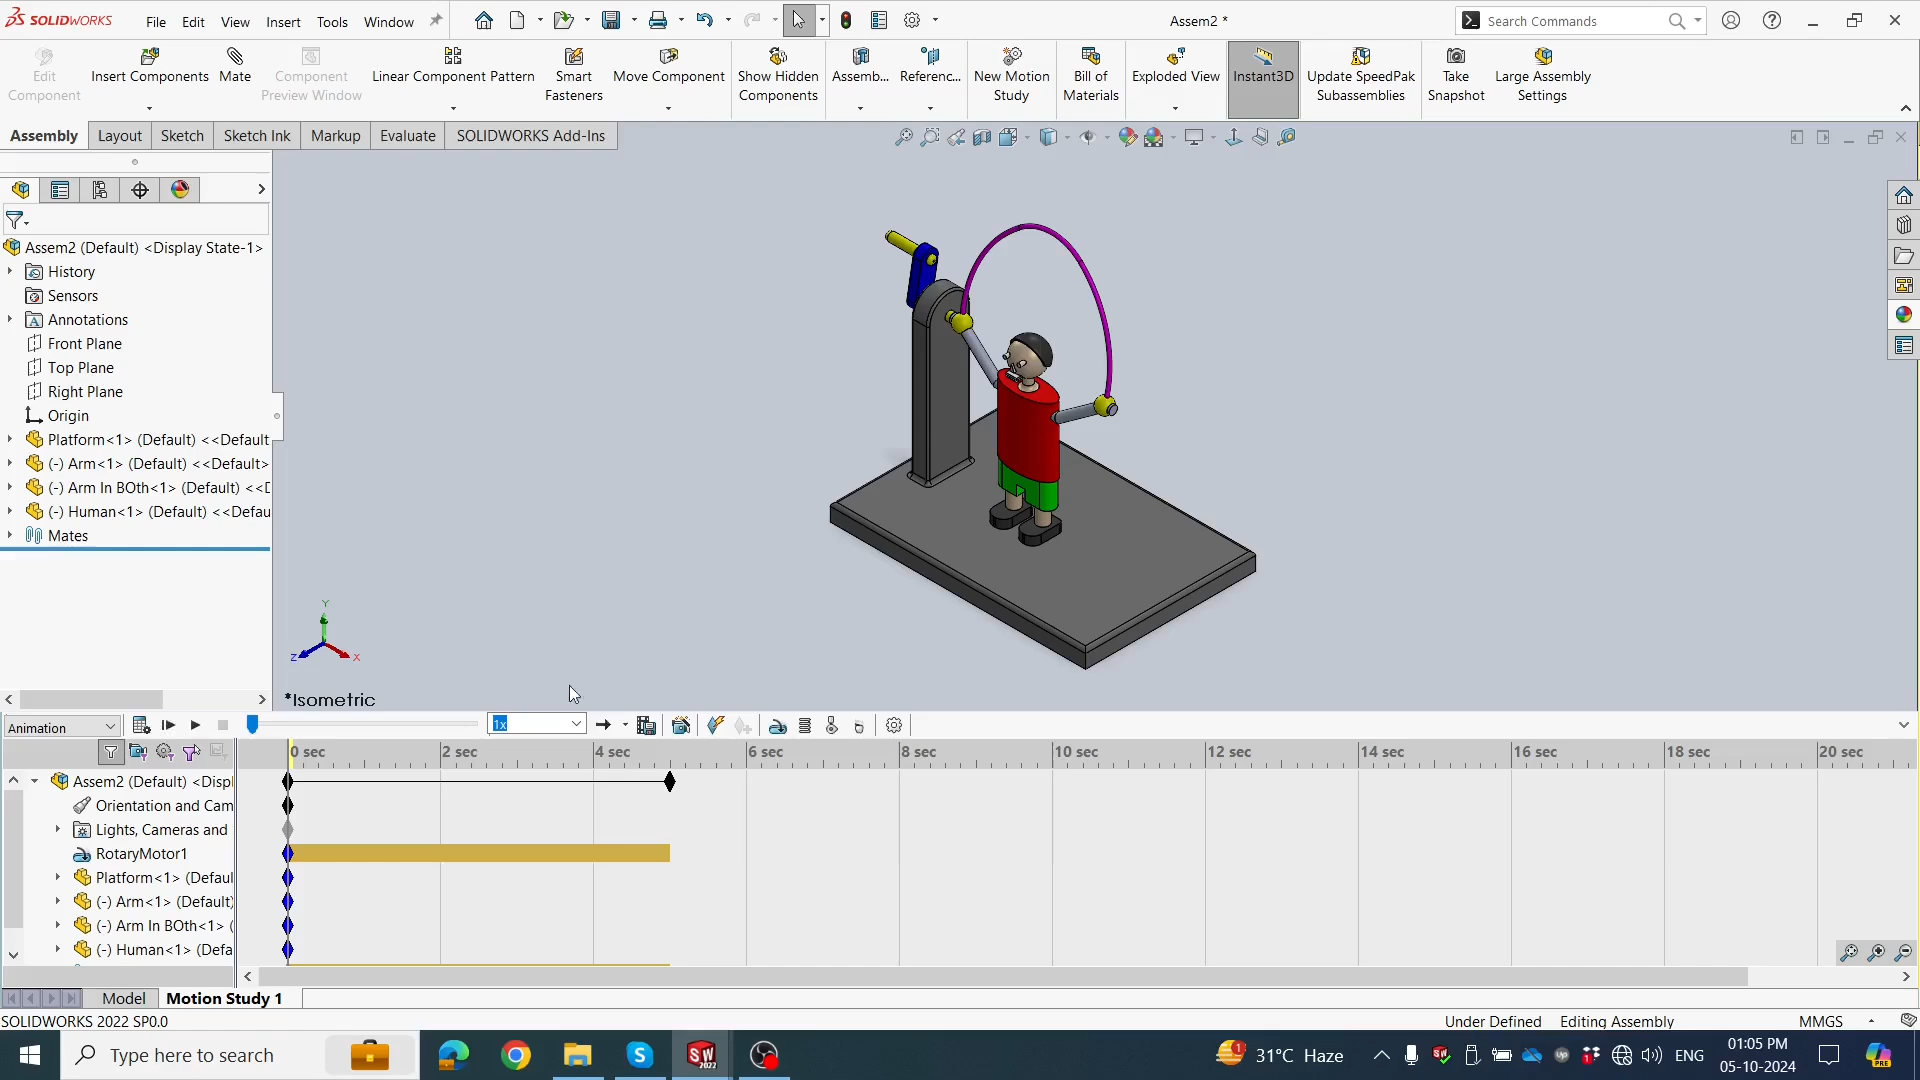 SOLIDWORKS File Edit View Insert Tools Window Assem2 * Search Commands
Edit Component
Insert Components
Mate
Component Preview Window
Linear Component Pattern
Smart Fasteners
Move Component
Show Hidden Components
Assemb...
Referenc...
New Motion Study
Bill of Materials
Exploded View
Instant3D
Update SpeedPak Subassemblies
Take Snapshot
Large Assembly Settings
Assembly Layout Sketch Sketch Ink Markup Evaluate SOLIDWORKS Add-Ins
Assem2 (Default) <Display State-1>
History
Sensors
Annotations
Front Plane
Top Plane
Right Plane
Origin
Platform<1> (Default) <<Default
(-) Arm<1> (Default) <<Default>
(-) Arm In BOth<1> (Default) <<D
(-) Human<1> (Default) <<Defau
Mates
Y
Z X
*Isometric
Animation 1x
0 sec 2 sec 4 sec 6 sec 8 sec 10 sec 12 sec 14 sec 16 sec 18 sec 20 sec
Assem2 (Default) <Displ
Orientation and Cam
Lights, Cameras and
RotaryMotor1
Platform<1> (Defaul
(-) Arm<1> (Default)
(-) Arm In BOth<1> (
(-) Human<1> (Defa
Model Motion Study 1
SOLIDWORKS 2022 SP0.0 Under Defined Editing Assembly MMGS
Type here to search 31°C Haze ENG 01:05 PM
05-10-2024